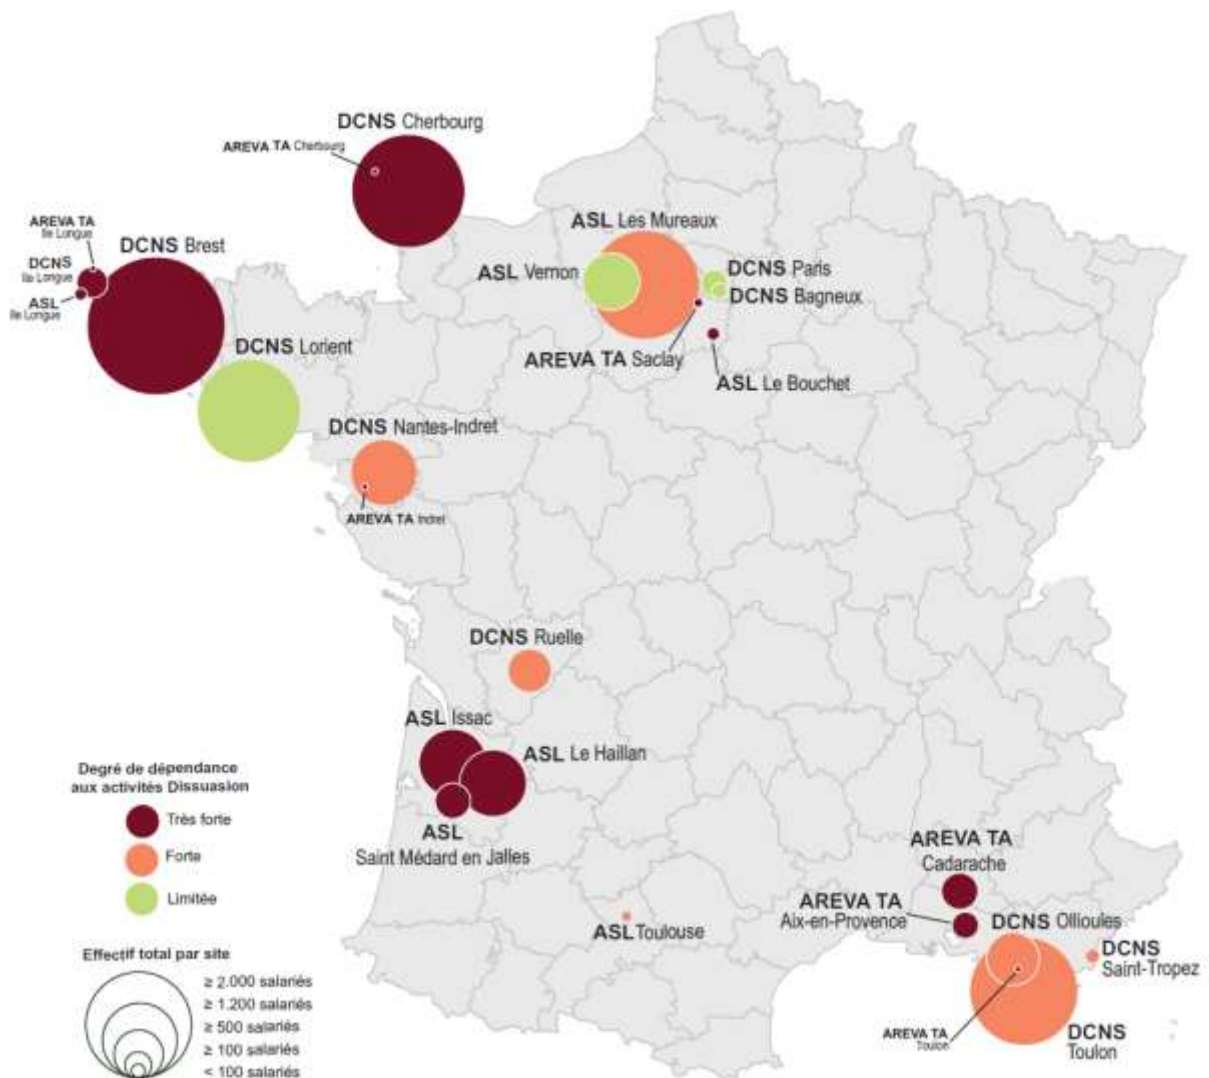 DCNS Cherbourg
AREVA TA Cherbourg
AREVA TA
Ile Longue
DCNS
Ile Longue
ASL
Ile Longue
DCNS Brest
DCNS Lorient
ASL Les Mureaux
ASL Vernon
DCNS Paris
DCNS Bagneux
AREVA TA Saclay
ASL Le Bouchet
DCNS Nantes-Indret
AREVA TA Indret
DCNS Ruelle
ASL Issac
ASL Le Haillan
ASL
Saint Médard en Jalles
ASL Toulouse
AREVA TA
Cadarache
AREVA TA
Aix-en-Provence
DCNS Ollioules
DCNS
Saint-Tropez
AREVA TA
Toulon
DCNS
Toulon
Degré de dépendance
aux activités Dissuasion
Très forte
Forte
Limitée
Effectif total par site
≥ 2.000 salariés
≥ 1.200 salariés
≥ 500 salariés
≥ 100 salariés
< 100 salariés